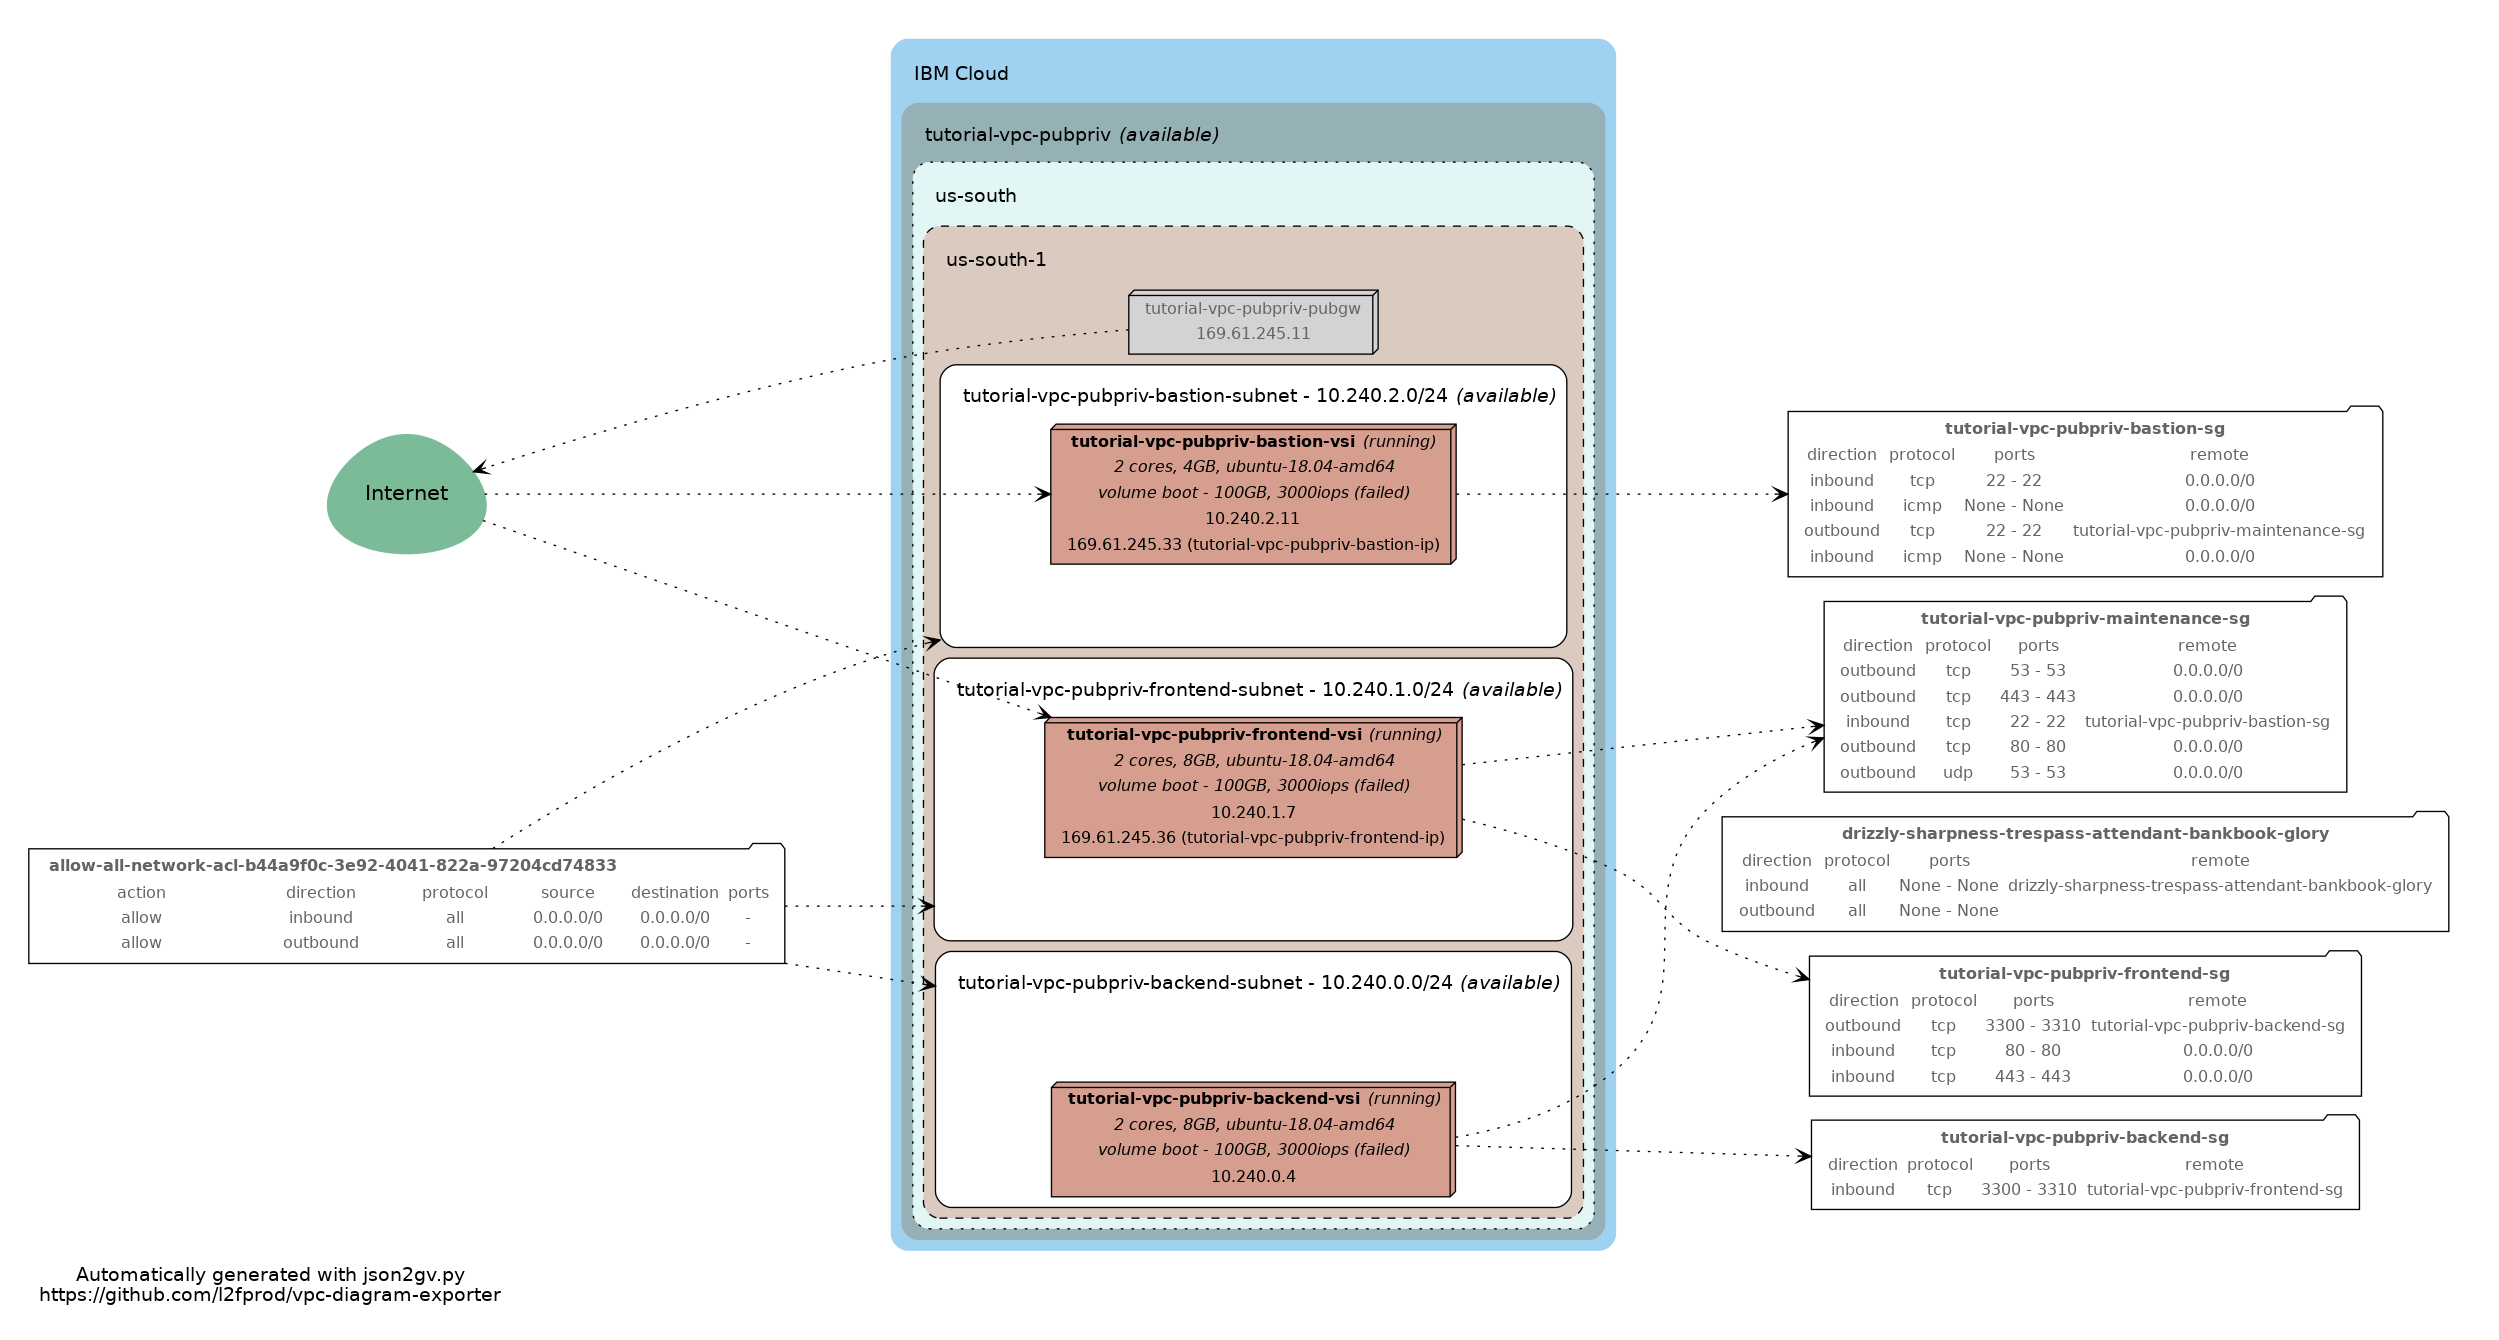 IBM Cloud
tutorial-vpc-pubpriv (available)
us-south
us-south-1
tutorial-vpc-pubpriv-pubgw
169.61.245.11
tutorial-vpc-pubpriv-bastion-subnet - 10.240.2.0/24 (available)
tutorial-vpc-pubpriv-bastion-vsi (running)
2 cores, 4GB, ubuntu-18.04-amd64
volume boot - 100GB, 3000iops (failed)
10.240.2.11
169.61.245.33 (tutorial-vpc-pubpriv-bastion-ip)
Internet
tutorial-vpc-pubpriv-frontend-subnet - 10.240.1.0/24 (available)
tutorial-vpc-pubpriv-frontend-vsi (running)
2 cores, 8GB, ubuntu-18.04-amd64
volume boot - 100GB, 3000iops (failed)
10.240.1.7
169.61.245.36 (tutorial-vpc-pubpriv-frontend-ip)
allow-all-network-acl-b44a9f0c-3e92-4041-822a-97204cd74833
action direction protocol source destination ports
allow inbound all 0.0.0.0/0 0.0.0.0/0 -
allow outbound all 0.0.0.0/0 0.0.0.0/0 -
tutorial-vpc-pubpriv-backend-subnet - 10.240.0.0/24 (available)
tutorial-vpc-pubpriv-backend-vsi (running)
2 cores, 8GB, ubuntu-18.04-amd64
volume boot - 100GB, 3000iops (failed)
10.240.0.4
tutorial-vpc-pubpriv-bastion-sg
direction protocol ports remote
inbound tcp 22 - 22 0.0.0.0/0
inbound icmp None - None 0.0.0.0/0
outbound tcp 22 - 22 tutorial-vpc-pubpriv-maintenance-sg
inbound icmp None - None 0.0.0.0/0
tutorial-vpc-pubpriv-maintenance-sg
direction protocol ports remote
outbound tcp 53 - 53 0.0.0.0/0
outbound tcp 443 - 443 0.0.0.0/0
inbound tcp 22 - 22 tutorial-vpc-pubpriv-bastion-sg
outbound tcp 80 - 80 0.0.0.0/0
outbound udp 53 - 53 0.0.0.0/0
drizzly-sharpness-trespass-attendant-bankbook-glory
direction protocol ports remote
inbound all None - None drizzly-sharpness-trespass-attendant-bankbook-glory
outbound all None - None
tutorial-vpc-pubpriv-frontend-sg
direction protocol ports remote
outbound tcp 3300 - 3310 tutorial-vpc-pubpriv-backend-sg
inbound tcp 80 - 80 0.0.0.0/0
inbound tcp 443 - 443 0.0.0.0/0
tutorial-vpc-pubpriv-backend-sg
direction protocol ports remote
inbound tcp 3300 - 3310 tutorial-vpc-pubpriv-frontend-sg
Automatically generated with json2gv.py
https://github.com/l2fprod/vpc-diagram-exporter